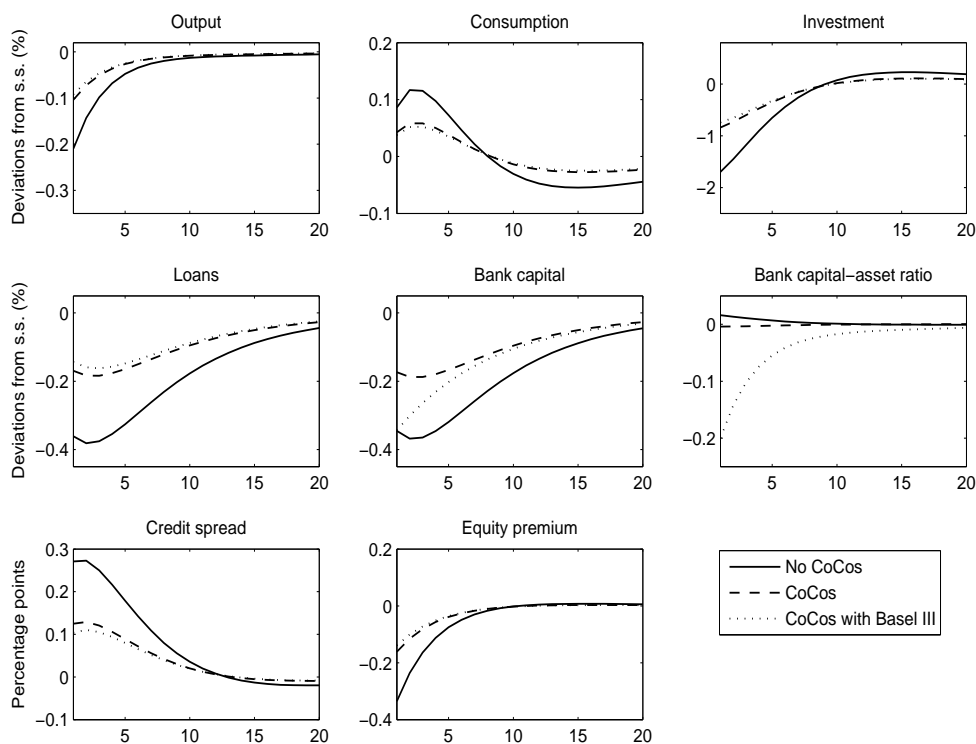 Output
Consumption
Investment
Deviations from s.s. (%)
0
−0.1
−0.2
−0.3
5 10 15 20
0.2
0.1
0
−0.1
5 10 15 20
0
−1
−2
5 10 15 20
Loans
Bank capital
Bank capital−asset ratio
Deviations from s.s. (%)
0
−0.2
−0.4
5 10 15 20
0
−0.2
−0.4
5 10 15 20
0
−0.1
−0.2
5 10 15 20
Credit spread
Equity premium
Percentage points
0.3
0.2
0.1
0
−0.1
5 10 15 20
0.2
0
−0.2
−0.4
5 10 15 20
No CoCos
CoCos
CoCos with Basel III